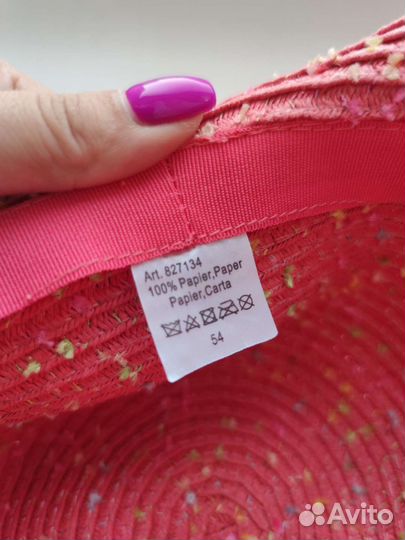 Art. 827134
100% Papier,Paper
Papier,Carta
54
Avito